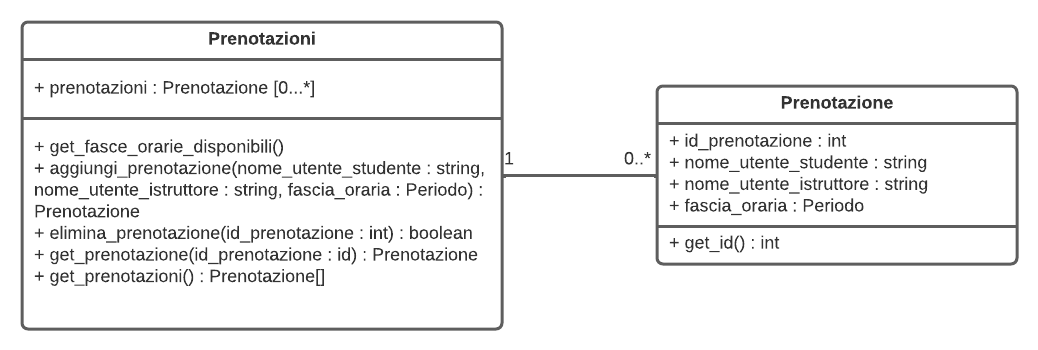 Prenotazioni
+ prenotazioni : Prenotazione [0...*]
+ get_fasce_orarie_disponibili()
+ aggiungi_prenotazione(nome_utente_studente : string,
nome_utente_istruttore : string, fascia_oraria : Periodo) :
Prenotazione
+ elimina_prenotazione(id_prenotazione : int) : boolean
+ get_prenotazione(id_prenotazione : id) : Prenotazione
+ get_prenotazioni() : Prenotazione[]
1
0..*
Prenotazione
+ id_prenotazione : int
+ nome_utente_studente : string
+ nome_utente_istruttore : string
+ fascia_oraria : Periodo
+ get_id() : int